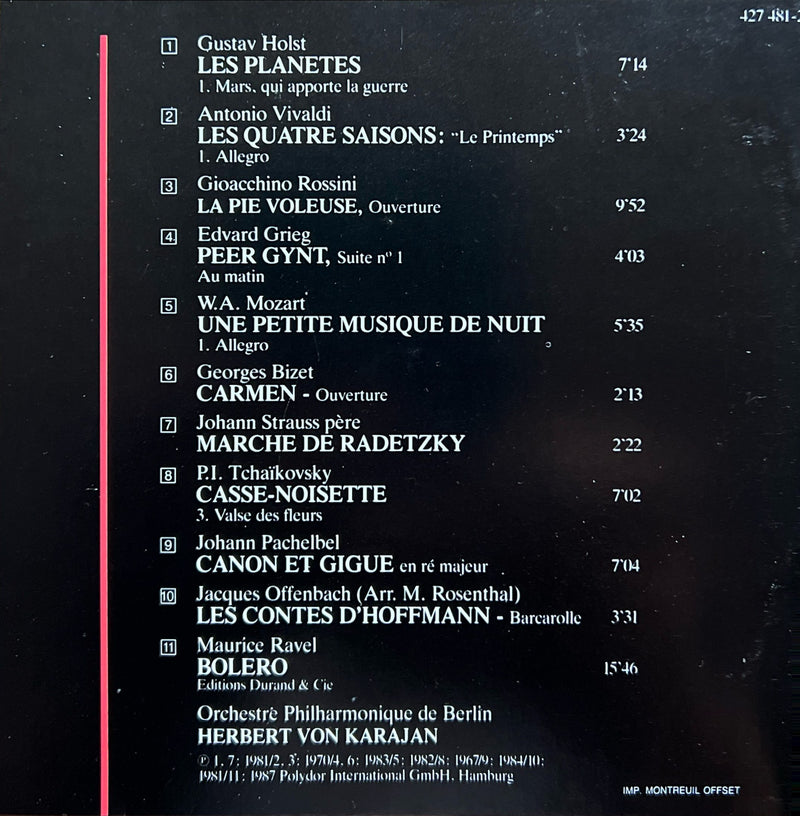 427 481-2
1 Gustav Holst
LES PLANETES 7'14
1. Mars, qui apporte la guerre
2 Antonio Vivaldi
LES QUATRE SAISONS: "Le Printemps" 3'24
1. Allegro
3 Gioacchino Rossini
LA PIE VOLEUSE, Ouverture 9'52
4 Edvard Grieg
PEER GYNT, Suite n° 1 4'03
Au matin
5 W.A. Mozart
UNE PETITE MUSIQUE DE NUIT 5'35
1. Allegro
6 Georges Bizet
CARMEN - Ouverture 2'13
7 Johann Strauss père
MARCHE DE RADETZKY 2'22
8 P.I. Tchaïkovsky
CASSE-NOISETTE 7'02
3. Valse des fleurs
9 Johann Pachelbel
CANON ET GIGUE en ré majeur 7'04
10 Jacques Offenbach (Arr. M. Rosenthal)
LES CONTES D'HOFFMANN - Barcarolle 3'31
11 Maurice Ravel
BOLERO 15'46
Editions Durand & Cie
Orchestre Philharmonique de Berlin
HERBERT VON KARAJAN
℗ 1, 7: 1981/2, 3: 1970/4, 6: 1983/5: 1982/8: 1967/9: 1984/10:
1981/11: 1987 Polydor International GmbH, Hamburg
IMP. MONTREUIL OFFSET